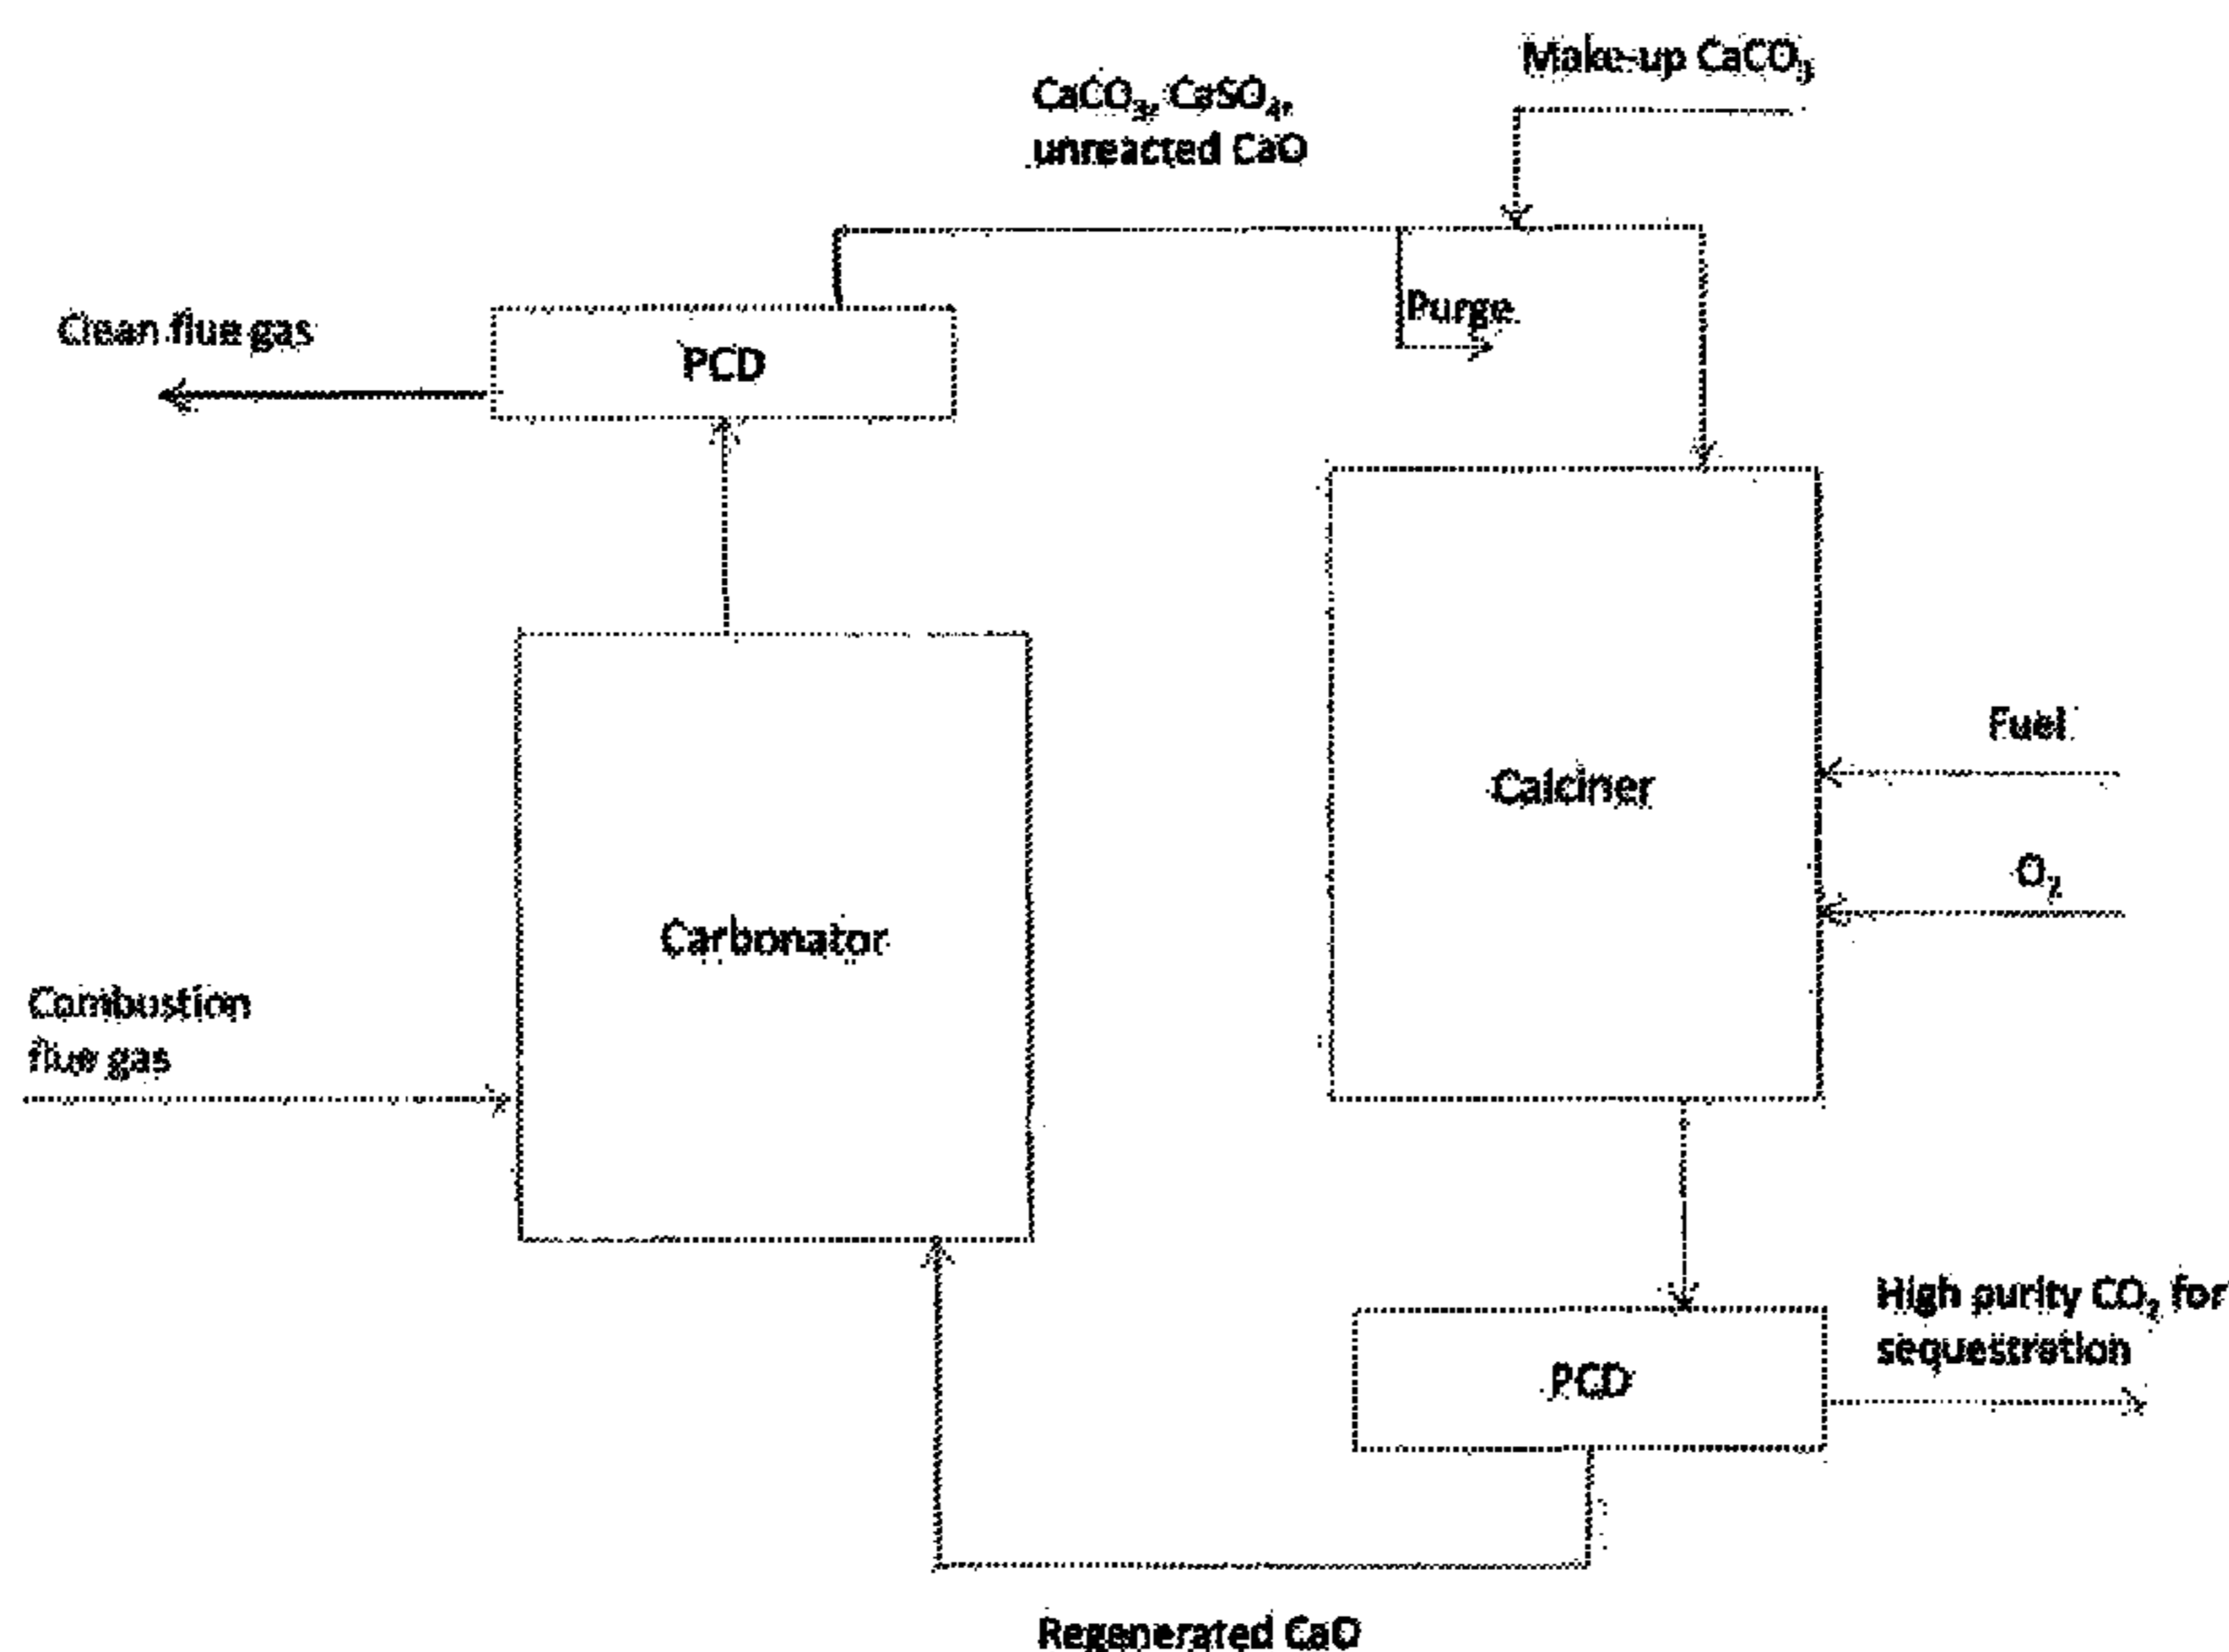 Make-up CaCO₃
CaCO₃, CaSO₄,
unreacted CaO
Purge
Clean flue gas
PCD
Fuel
Calciner
O₂
Carbonator
Combustion
flue gas
High purity CO₂ for
sequestration
PCD
Regenerated CaO